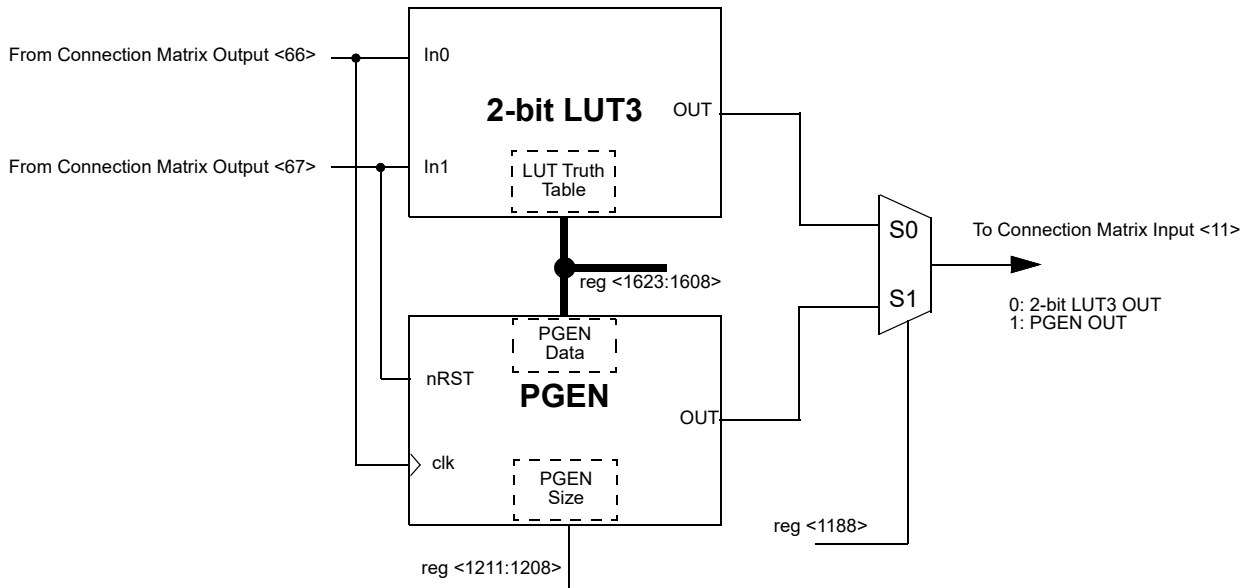 From Connection Matrix Output <66>
In0
2-bit LUT3
OUT
From Connection Matrix Output <67>
In1
LUT Truth
Table
S0
To Connection Matrix Input <11>
reg <1623:1608>
S1
0: 2-bit LUT3 OUT
1: PGEN OUT
PGEN
Data
nRST
PGEN
OUT
clk
PGEN
Size
reg <1188>
reg <1211:1208>